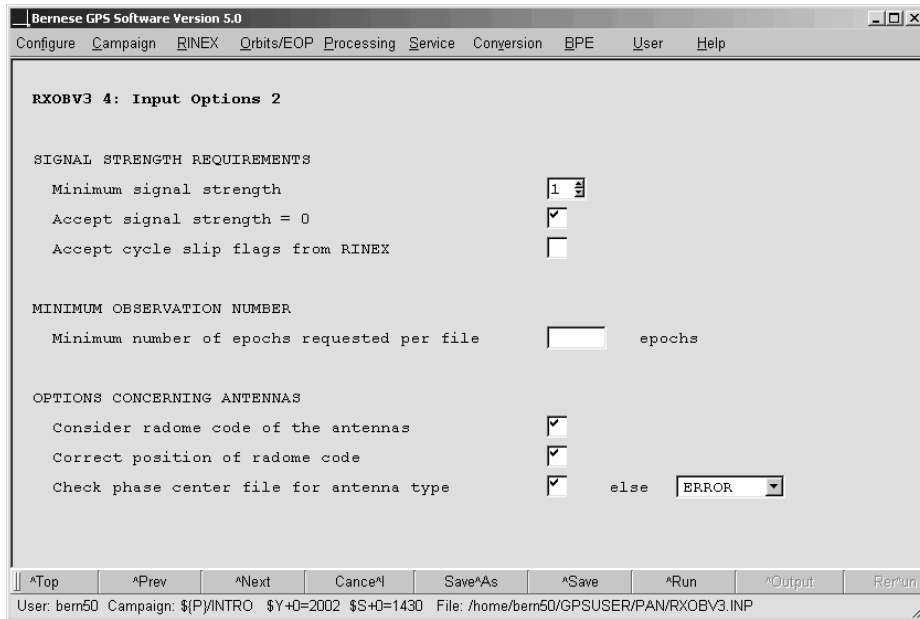 Bernese GPS Software Version 5.0
Configure Campaign RINEX Orbits/EOP Processing Service Conversion BPE User Help
RXOBV3 4: Input Options 2
SIGNAL STRENGTH REQUIREMENTS
Minimum signal strength 1
Accept signal strength = 0
Accept cycle slip flags from RINEX
MINIMUM OBSERVATION NUMBER
Minimum number of epochs requested per file epochs
OPTIONS CONCERNING ANTENNAS
Consider radome code of the antennas
Correct position of radome code
Check phase center file for antenna type else ERROR
^Top ^Prev ^Next Cance^l Save^As ^Save ^Run ^Output Rer^un
User: bern50 Campaign: ${P}/INTRO $Y+0=2002 $S+0=1430 File: /home/bern50/GPSUSER/PAN/RXOBV3.INP